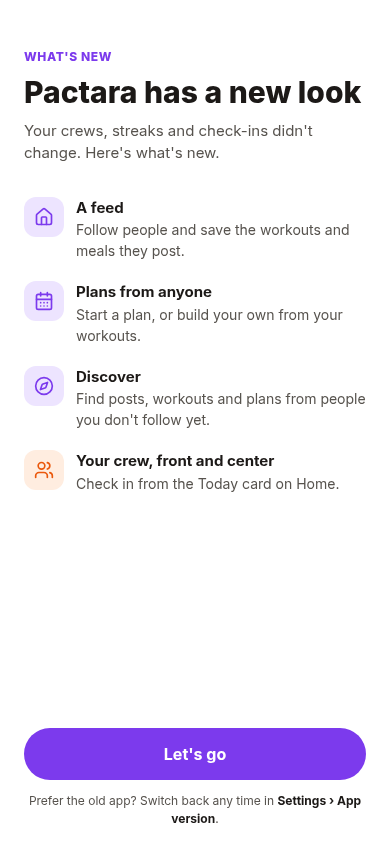 WHAT'S NEW
Pactara has a new look
Your crews, streaks and check-ins didn't
change. Here's what's new.
A feed
Follow people and save the workouts and
meals they post.
Plans from anyone
Start a plan, or build your own from your
workouts.
Discover
Find posts, workouts and plans from people
you don't follow yet.
Your crew, front and center
Check in from the Today card on Home.
Let's go
Prefer the old app? Switch back any time in Settings › App
version.